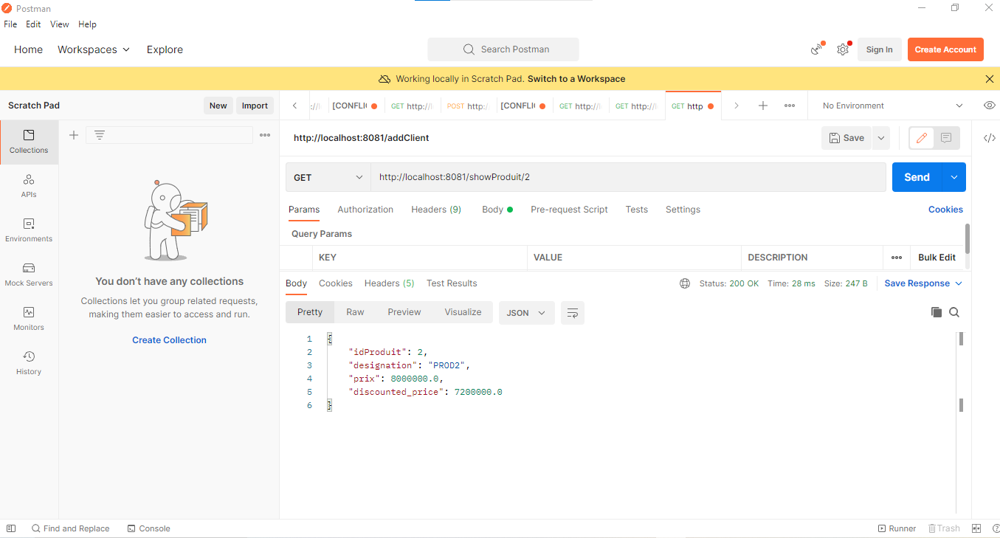 Postman
File Edit View Help
Home Workspaces Explore
Search Postman
Sign In
Create Account
Working locally in Scratch Pad. Switch to a Workspace
Scratch Pad
New
Import
://l
[CONFLI
GET http://l
POST http:/
[CONFLI
GET http://l
GET http://l
GET http
No Environment
Collections
APIs
Environments
Mock Servers
Monitors
History
You don't have any collections
Collections let you group related requests,
making them easier to access and run.
Create Collection
http://localhost:8081/addClient
Save
GET
http://localhost:8081/showProduit/2
Send
Params Authorization Headers (9) Body Pre-request Script Tests Settings
Cookies
Query Params
KEY VALUE DESCRIPTION Bulk Edit
Body Cookies Headers (5) Test Results
Status: 200 OK Time: 28 ms Size: 247 B Save Response
Pretty Raw Preview Visualize JSON
1 {
2 "idProduit": 2,
3 "designation": "PROD2",
4 "prix": 8000000.0,
5 "discounted_price": 7200000.0
6 }
Find and Replace Console
Runner Trash